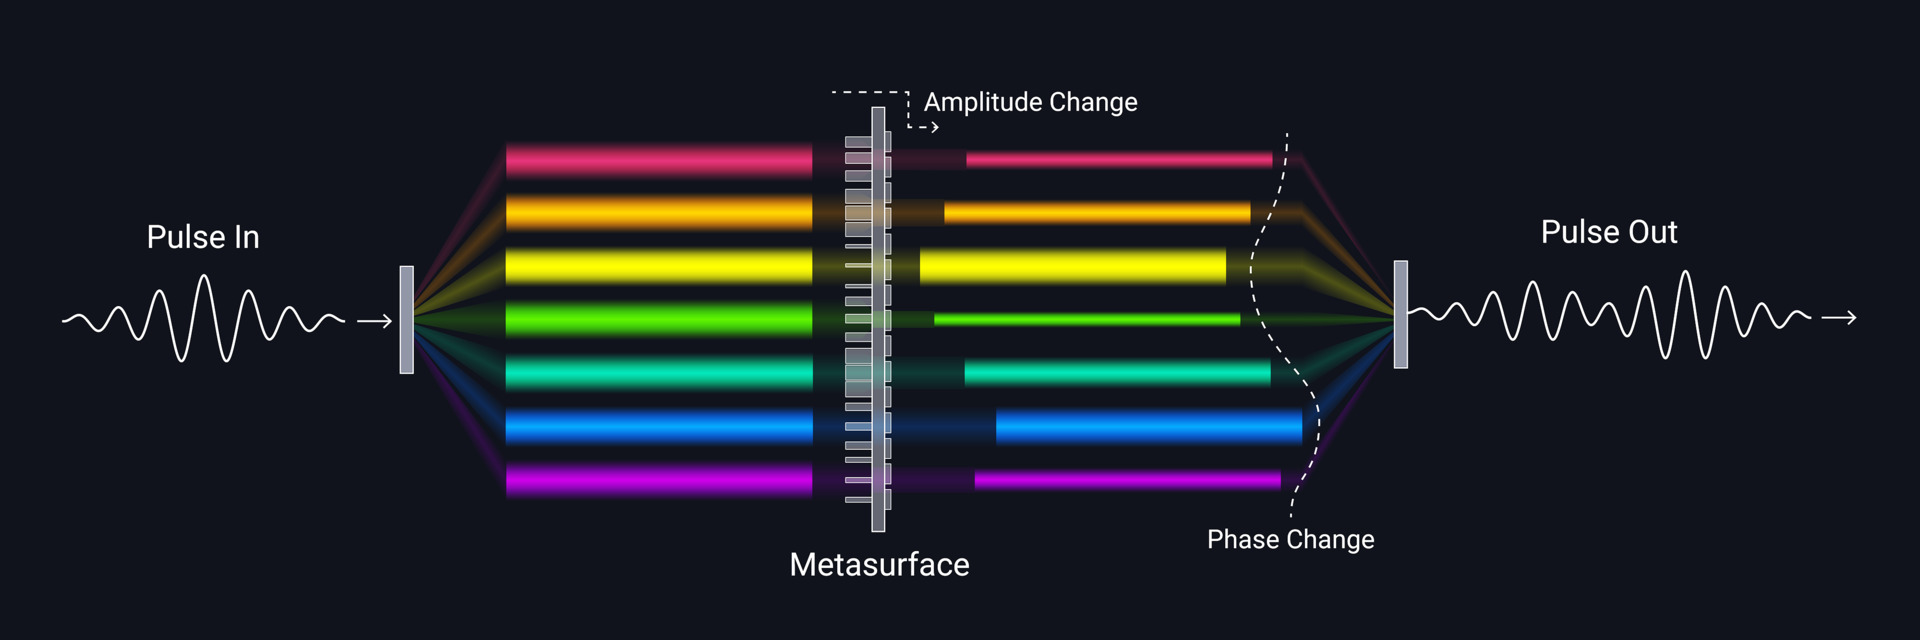 Amplitude Change
Pulse In
Pulse Out
Phase Change
Metasurface